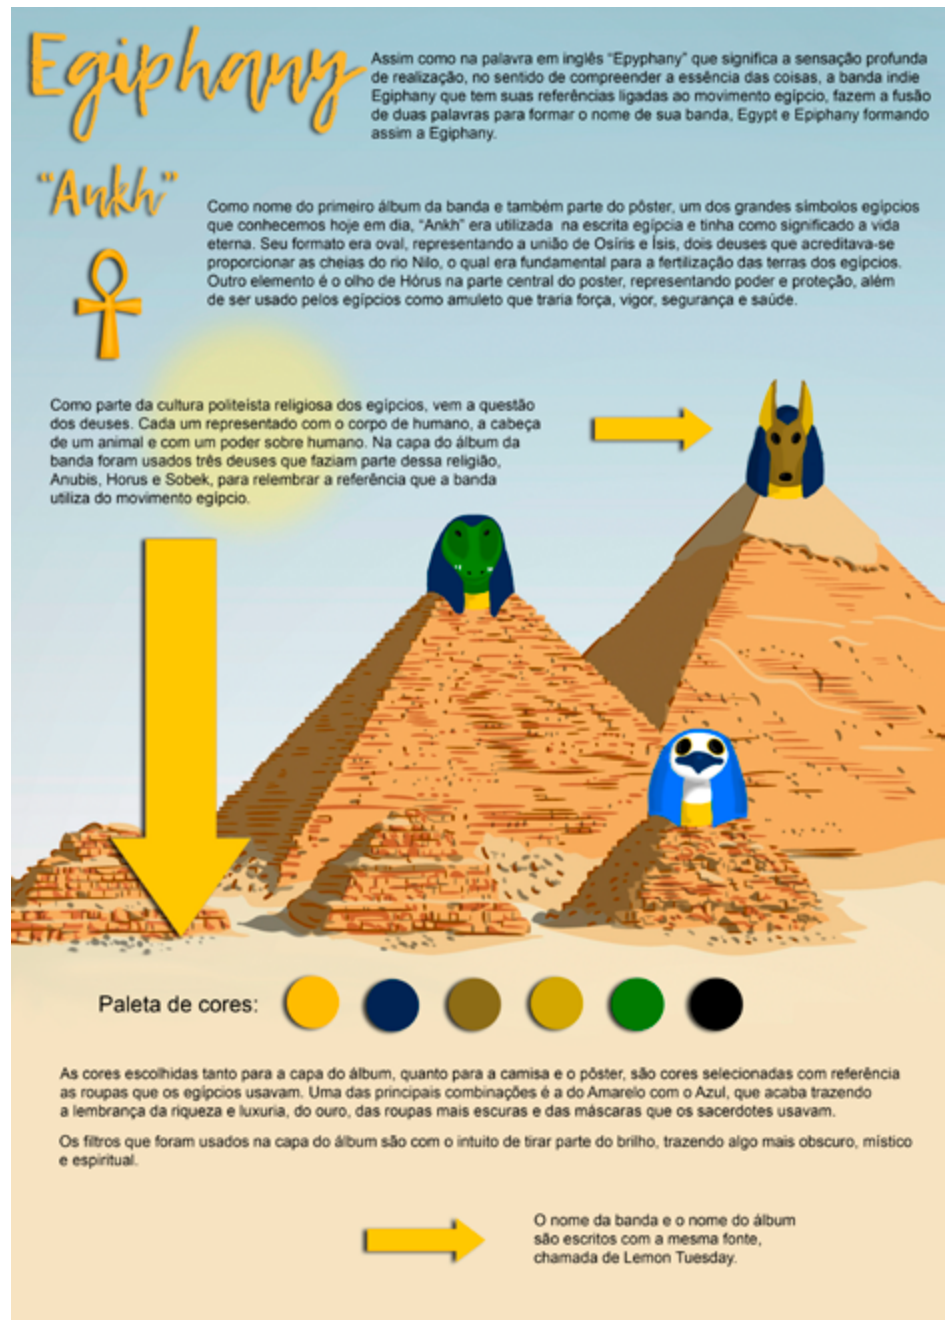 Egiphany
Assim como na palavra em inglês “Epyphany” que significa a sensação profunda
de realização, no sentido de compreender a essência das coisas, a banda indie
Egiphany que tem suas referências ligadas ao movimento egípcio, fazem a fusão
de duas palavras para formar o nome de sua banda, Egypt e Epiphany formando
assim a Egiphany.
“Ankh”
Como nome do primeiro álbum da banda e também parte do pôster, um dos grandes símbolos egípcios
que conhecemos hoje em dia, “Ankh” era utilizada na escrita egípcia e tinha como significado a vida
eterna. Seu formato era oval, representando a união de Osíris e Ísis, dois deuses que acreditava-se
proporcionar as cheias do rio Nilo, o qual era fundamental para a fertilização das terras dos egípcios.
Outro elemento é o olho de Hórus na parte central do poster, representando poder e proteção, além
de ser usado pelos egípcios como amuleto que traria força, vigor, segurança e saúde.
Como parte da cultura politeísta religiosa dos egípcios, vem a questão
dos deuses. Cada um representado com o corpo de humano, a cabeça
de um animal e com um poder sobre humano. Na capa do álbum da
banda foram usados três deuses que faziam parte dessa religião,
Anubis, Horus e Sobek, para relembrar a referência que a banda
utiliza do movimento egípcio.
Paleta de cores:
As cores escolhidas tanto para a capa do álbum, quanto para a camisa e o pôster, são cores selecionadas com referência
as roupas que os egípcios usavam. Uma das principais combinações é a do Amarelo com o Azul, que acaba trazendo
a lembrança da riqueza e luxuria, do ouro, das roupas mais escuras e das máscaras que os sacerdotes usavam.
Os filtros que foram usados na capa do álbum são com o intuito de tirar parte do brilho, trazendo algo mais obscuro, místico
e espiritual.
O nome da banda e o nome do álbum
são escritos com a mesma fonte,
chamada de Lemon Tuesday.